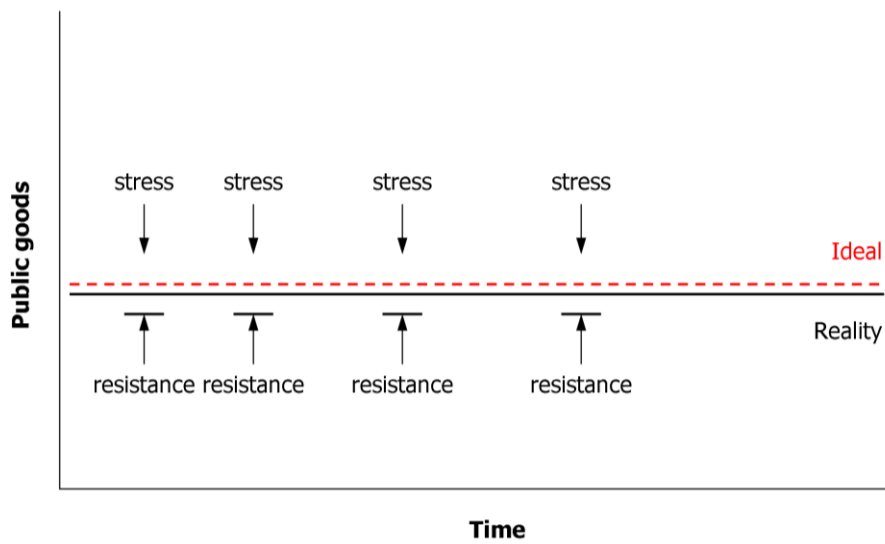 stress stress stress stress
Ideal
Public goods
Reality
resistance resistance resistance resistance
Time